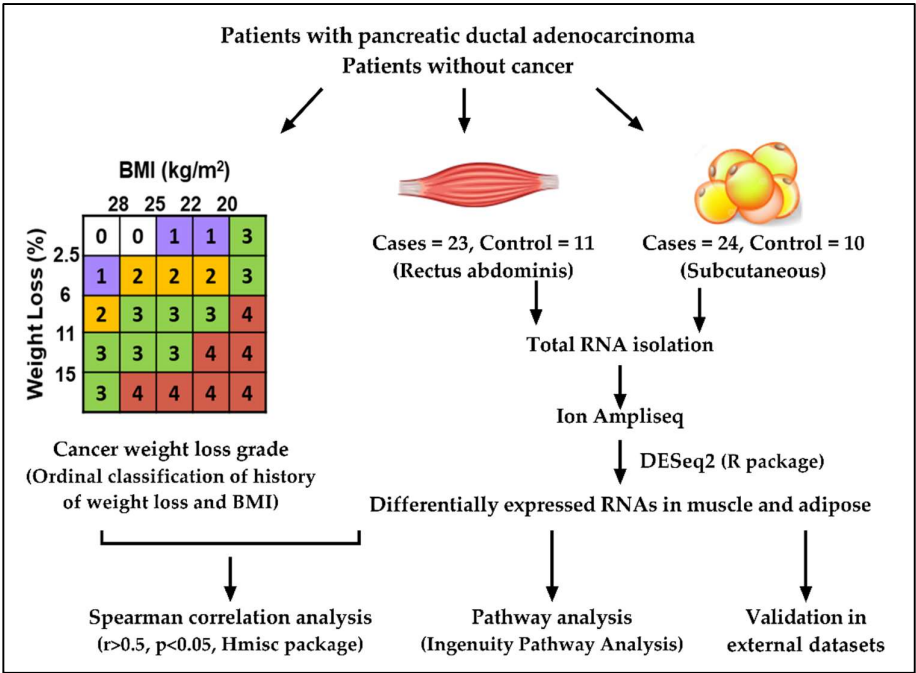 Patients with pancreatic ductal adenocarcinoma
Patients without cancer
BMI (kg/m²)
28 25 22 20
Weight Loss (%)
2.5
6
11
15
0 0 1 1 3
1 2 2 2 3
2 3 3 3 4
3 3 3 4 4
3 4 4 4 4
Cases = 23, Control = 11
(Rectus abdominis)
Cases = 24, Control = 10
(Subcutaneous)
Total RNA isolation
Ion Ampliseq
DESeq2 (R package)
Cancer weight loss grade
(Ordinal classification of history
of weight loss and BMI)
Differentially expressed RNAs in muscle and adipose
Spearman correlation analysis
(r>0.5, p<0.05, Hmisc package)
Pathway analysis
(Ingenuity Pathway Analysis)
Validation in
external datasets